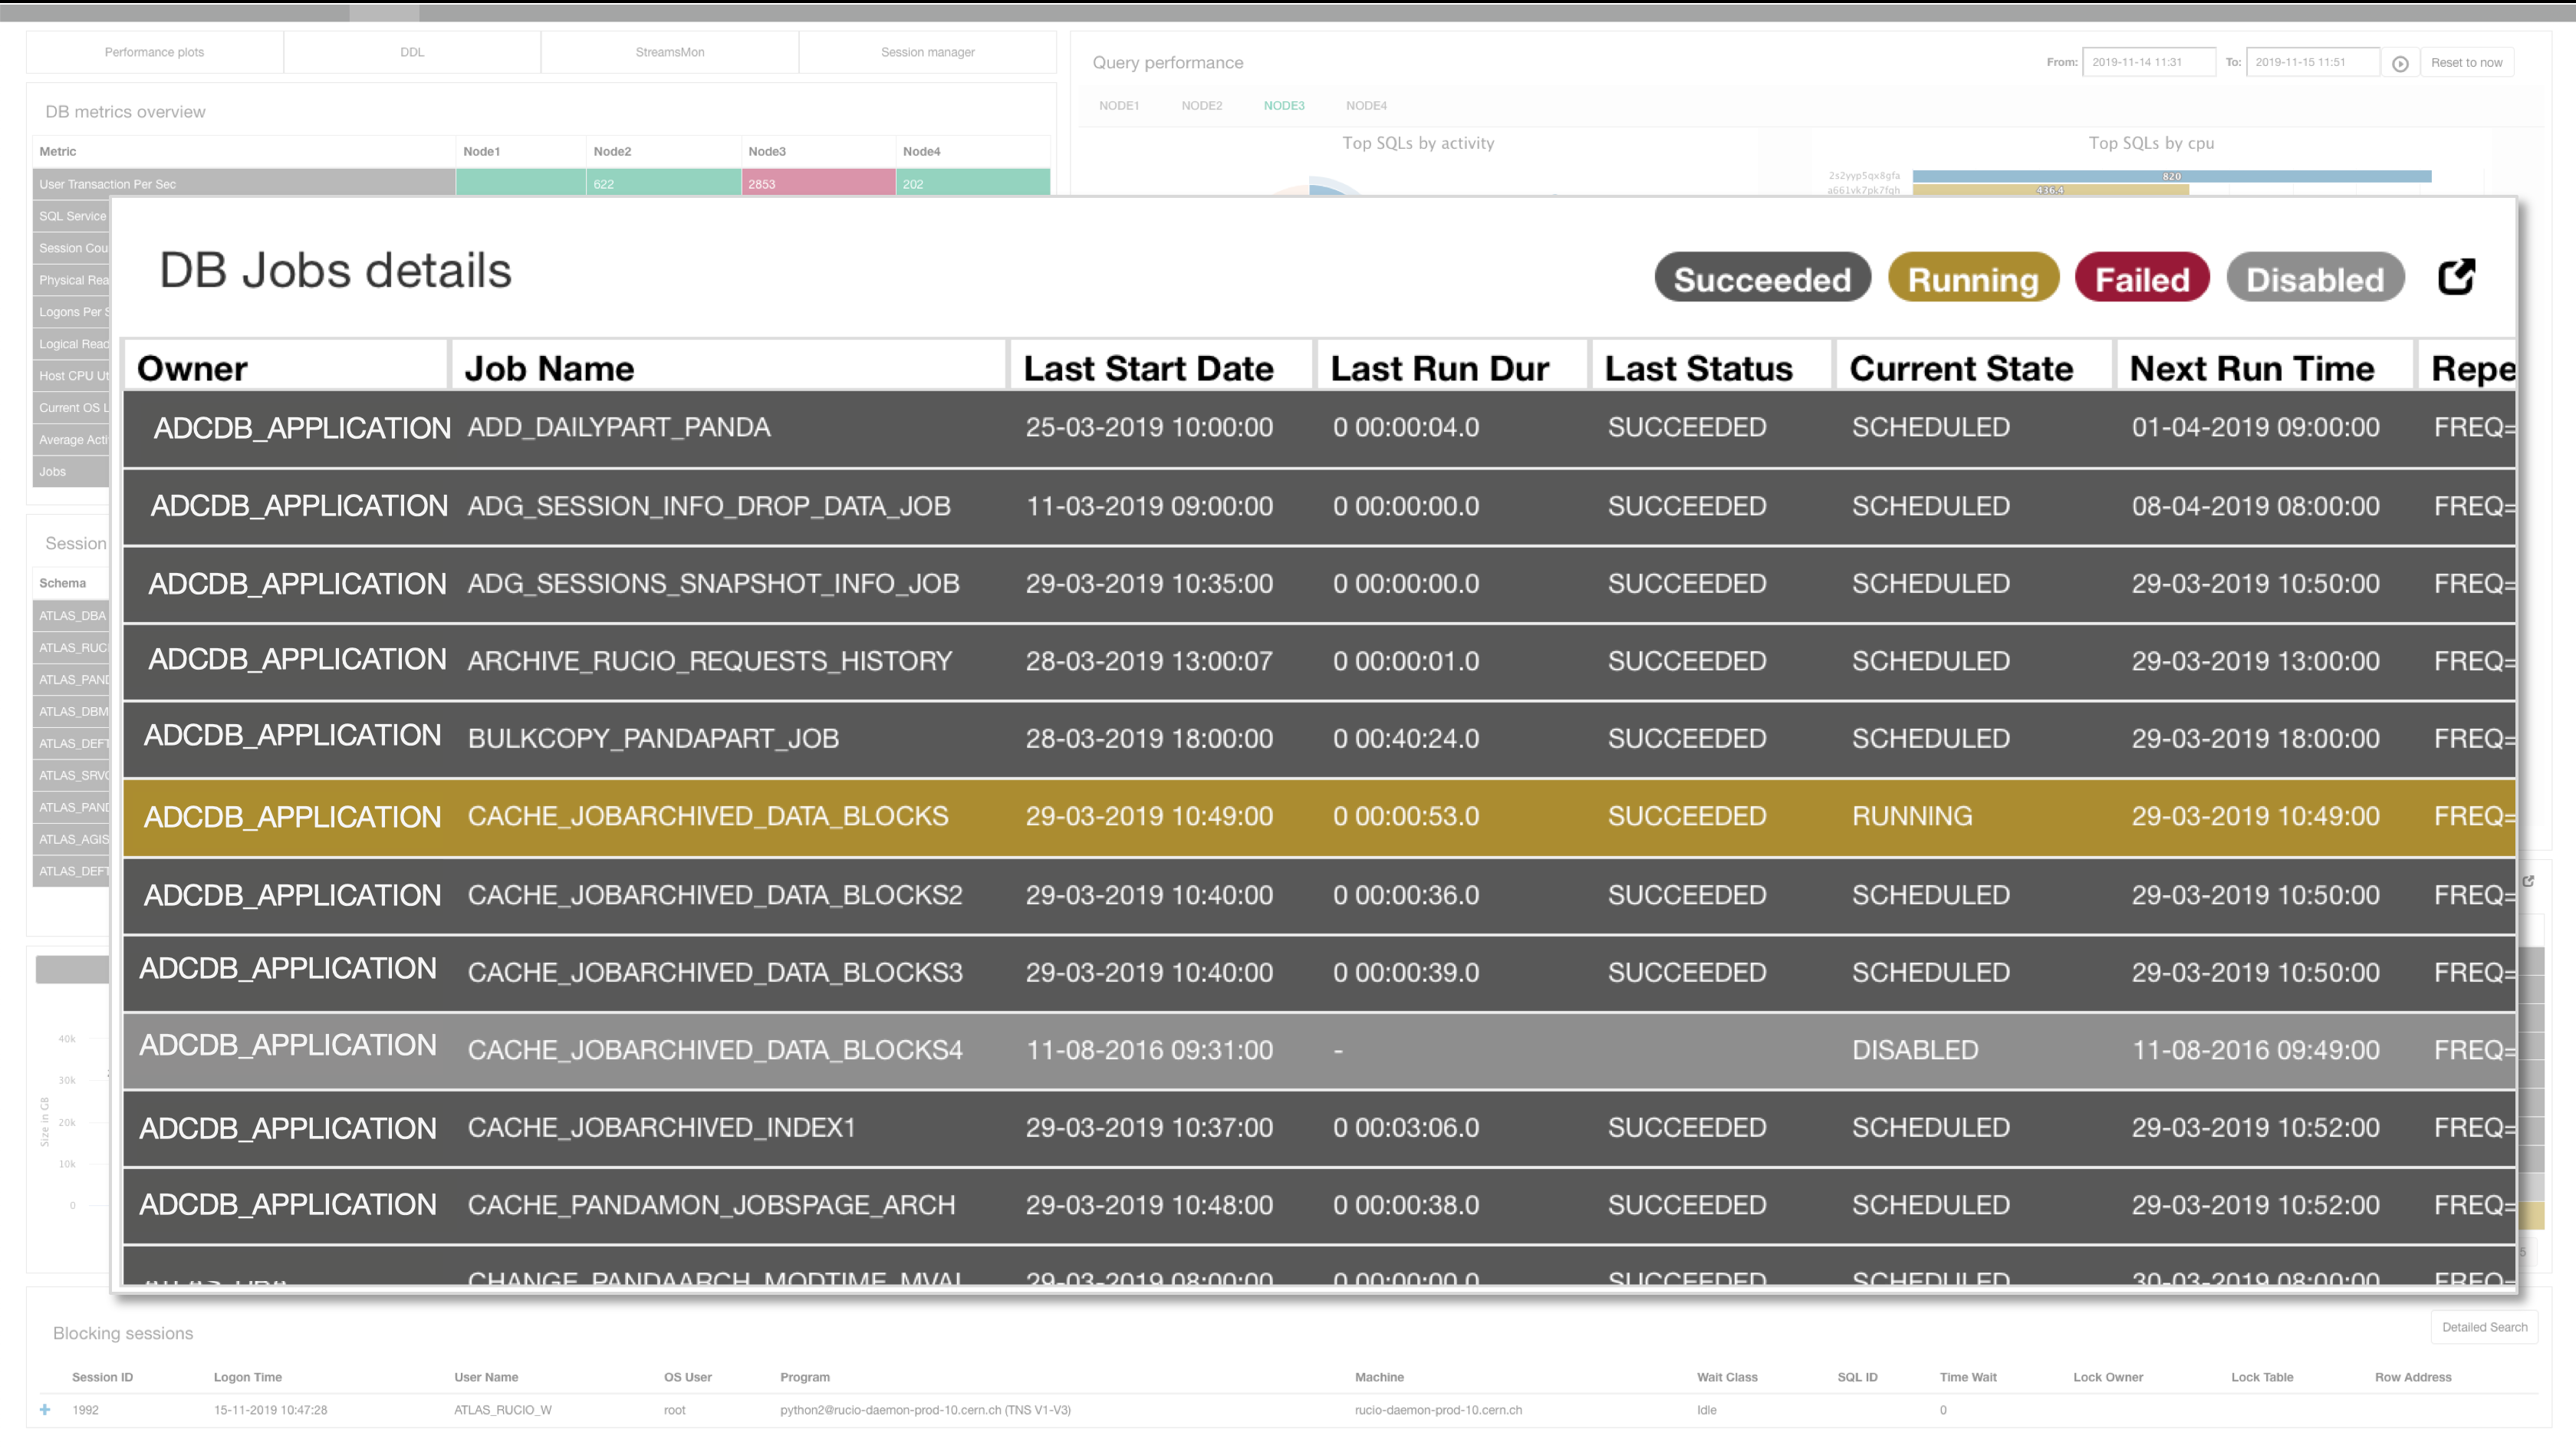 Performance plots DDL StreamsMon Session manager
Query performance From: 2019-11-14 11:31 To: 2019-11-15 11:51 Reset to now
NODE1 NODE2 NODE3 NODE4
DB metrics overview
Top SQLs by activity Top SQLs by cpu
Metric Node1 Node2 Node3 Node4
User Transaction Per Sec 622 2853 202
2s2yyp5qx8gfa 820
a661vk7pk7fgh 436.4
SQL Service
Session Cou
Physical Rea
Logons Per S
Logical Read
Host CPU Ut
Current OS L
Average Acti
Jobs
Session
Schema
ATLAS_DBA
ATLAS_RUC
ATLAS_PAND
ATLAS_DBM
ATLAS_DEFT
ATLAS_SRV
ATLAS_PAND
ATLAS_AGIS
ATLAS_DEFT
40k
30k
20k
10k
0
Size in GB
DB Jobs details Succeeded Running Failed Disabled
Owner Job Name Last Start Date Last Run Dur Last Status Current State Next Run Time Repe
ADCDB_APPLICATION ADD_DAILYPART_PANDA 25-03-2019 10:00:00 0 00:00:04.0 SUCCEEDED SCHEDULED 01-04-2019 09:00:00 FREQ=
ADCDB_APPLICATION ADG_SESSION_INFO_DROP_DATA_JOB 11-03-2019 09:00:00 0 00:00:00.0 SUCCEEDED SCHEDULED 08-04-2019 08:00:00 FREQ=
ADCDB_APPLICATION ADG_SESSIONS_SNAPSHOT_INFO_JOB 29-03-2019 10:35:00 0 00:00:00.0 SUCCEEDED SCHEDULED 29-03-2019 10:50:00 FREQ=
ADCDB_APPLICATION ARCHIVE_RUCIO_REQUESTS_HISTORY 28-03-2019 13:00:07 0 00:00:01.0 SUCCEEDED SCHEDULED 29-03-2019 13:00:00 FREQ=
ADCDB_APPLICATION BULKCOPY_PANDAPART_JOB 28-03-2019 18:00:00 0 00:40:24.0 SUCCEEDED SCHEDULED 29-03-2019 18:00:00 FREQ=
ADCDB_APPLICATION CACHE_JOBARCHIVED_DATA_BLOCKS 29-03-2019 10:49:00 0 00:00:53.0 SUCCEEDED RUNNING 29-03-2019 10:49:00 FREQ=
ADCDB_APPLICATION CACHE_JOBARCHIVED_DATA_BLOCKS2 29-03-2019 10:40:00 0 00:00:36.0 SUCCEEDED SCHEDULED 29-03-2019 10:50:00 FREQ=
ADCDB_APPLICATION CACHE_JOBARCHIVED_DATA_BLOCKS3 29-03-2019 10:40:00 0 00:00:39.0 SUCCEEDED SCHEDULED 29-03-2019 10:50:00 FREQ=
ADCDB_APPLICATION CACHE_JOBARCHIVED_DATA_BLOCKS4 11-08-2016 09:31:00 - DISABLED 11-08-2016 09:49:00 FREQ=
ADCDB_APPLICATION CACHE_JOBARCHIVED_INDEX1 29-03-2019 10:37:00 0 00:03:06.0 SUCCEEDED SCHEDULED 29-03-2019 10:52:00 FREQ=
ADCDB_APPLICATION CACHE_PANDAMON_JOBSPAGE_ARCH 29-03-2019 10:48:00 0 00:00:38.0 SUCCEEDED SCHEDULED 29-03-2019 10:52:00 FREQ=
CHANGE_PANDAARCH_MODTIME_MVAL 29-03-2019 08:00:00 0 00:00:00.0 SUCCEEDED SCHEDULED 30-03-2019 08:00:00 FREQ=
5
Blocking sessions Detailed Search
Session ID Logon Time User Name OS User Program Machine Wait Class SQL ID Time Wait Lock Owner Lock Table Row Address
+ 1992 15-11-2019 10:47:28 ATLAS_RUCIO_W root python2@rucio-daemon-prod-10.cern.ch (TNS V1-V3) rucio-daemon-prod-10.cern.ch Idle 0